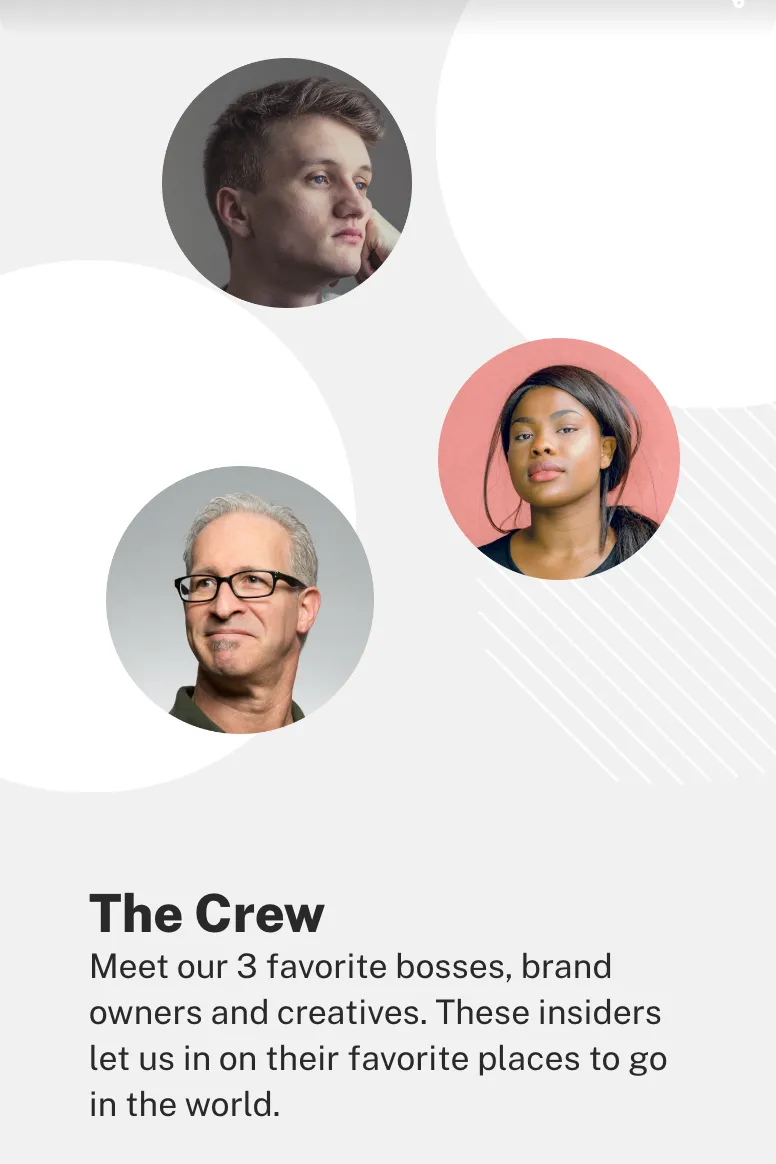 The Crew
Meet our 3 favorite bosses, brand
owners and creatives. These insiders
let us in on their favorite places to go
in the world.